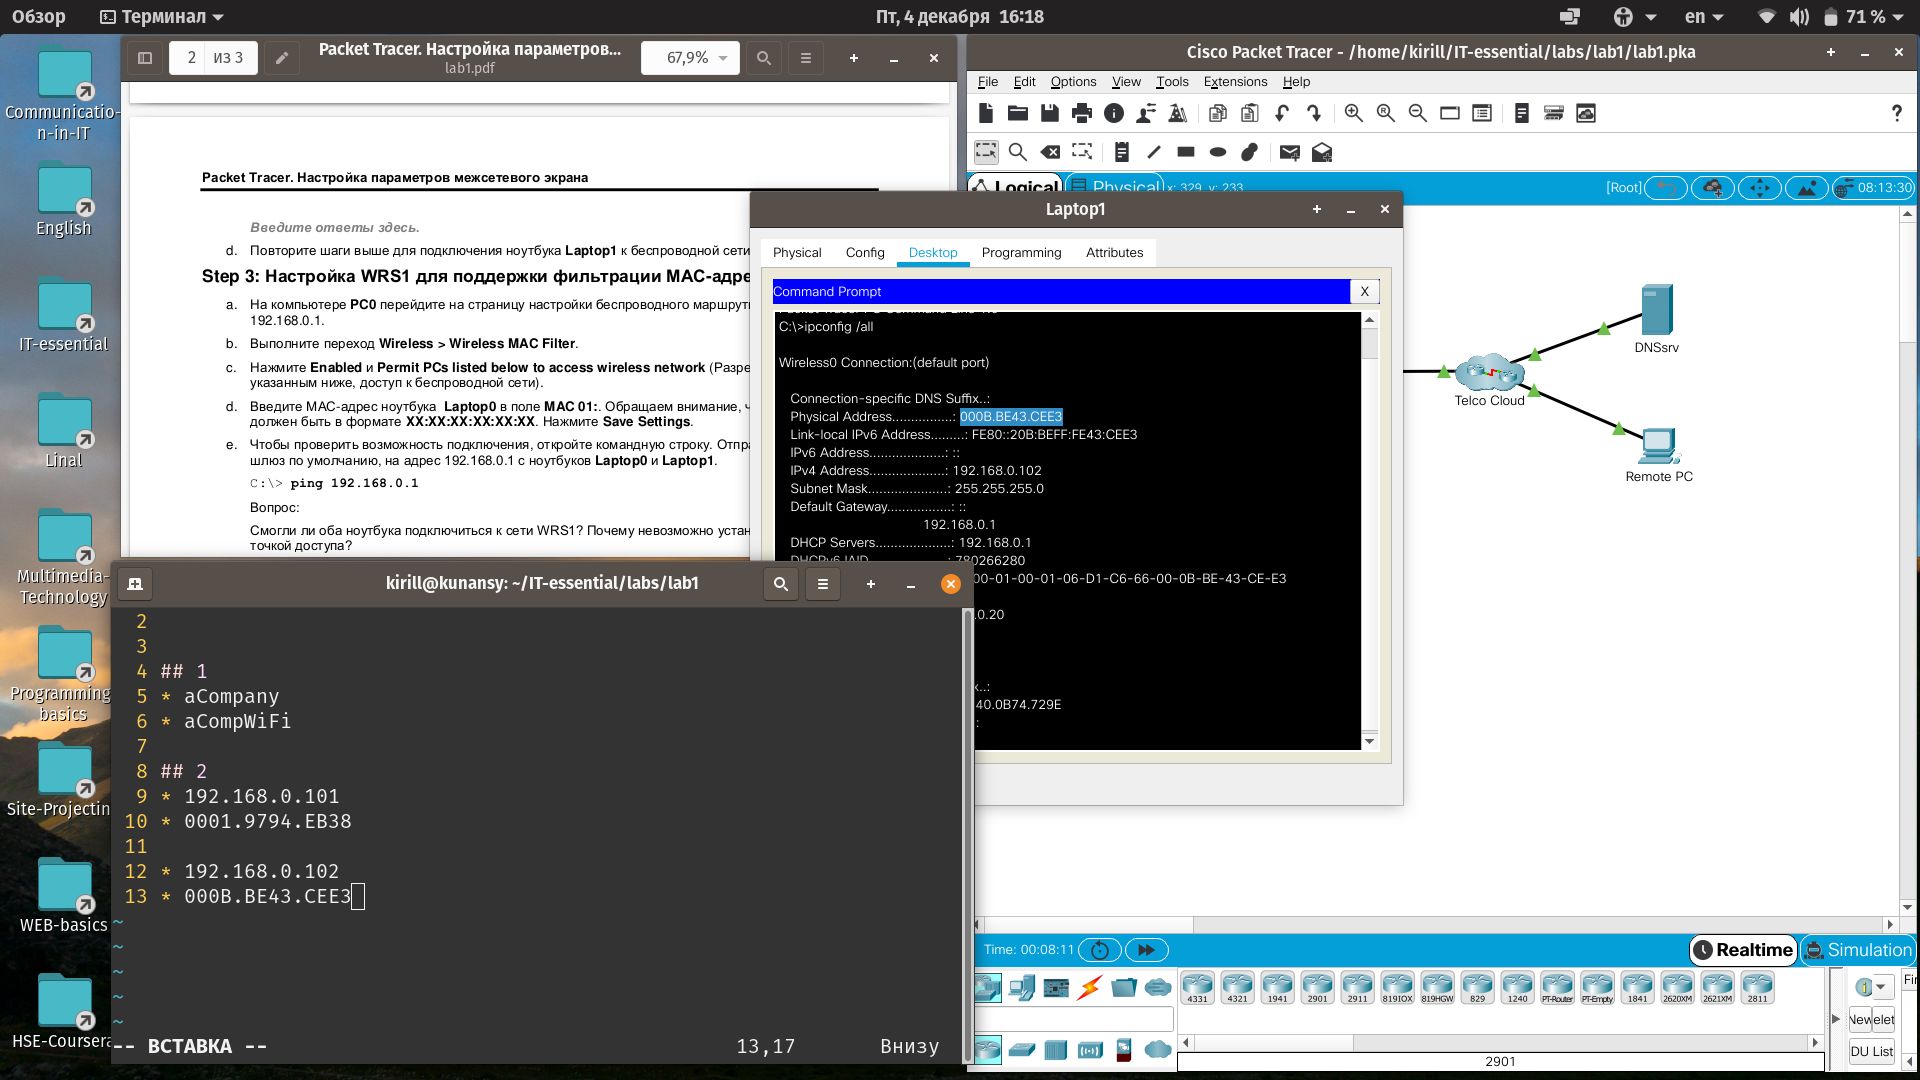 Обзор
Терминал
Пт, 4 декабря 16:18
en
71 %
Communicatio-
n-in-IT
English
IT-essential
Linal
Multimedia-
Technology
Programming
basics
Site-Projectin
WEB-basics
HSE-Coursera
2 из 3
Packet Tracer. Настройка параметров...
lab1.pdf
67,9%
Packet Tracer. Настройка параметров межсетевого экрана
Введите ответы здесь.
d. Повторите шаги выше для подключения ноутбука Laptop1 к беспроводной сети
Step 3: Настройка WRS1 для поддержки фильтрации MAC-адре
a. На компьютере PC0 перейдите на страницу настройки беспроводного маршрут
192.168.0.1.
b. Выполните переход Wireless > Wireless MAC Filter.
c. Нажмите Enabled и Permit PCs listed below to access wireless network (Разре
указанным ниже, доступ к беспроводной сети).
d. Введите MAC-адрес ноутбука Laptop0 в поле MAC 01:. Обращаем внимание, ч
должен быть в формате XX:XX:XX:XX:XX:XX. Нажмите Save Settings.
e. Чтобы проверить возможность подключения, откройте командную строку. Отпра
шлюз по умолчанию, на адрес 192.168.0.1 с ноутбуков Laptop0 и Laptop1.
C:\> ping 192.168.0.1
Вопрос:
Смогли ли оба ноутбука подключиться к сети WRS1? Почему невозможно устан
точкой доступа?
Cisco Packet Tracer - /home/kirill/IT-essential/labs/lab1/lab1.pka
File Edit Options View Tools Extensions Help
Logical
Physical
x: 329, y: 233
[Root]
08:13:30
DNSsrv
Telco Cloud
Remote PC
Laptop1
Physical Config Desktop Programming Attributes
Command Prompt
X
Packet Tracer PC Command Line 1.0
C:\>ipconfig /all
Wireless0 Connection:(default port)
Connection-specific DNS Suffix..:
Physical Address................: 000B.BE43.CEE3
Link-local IPv6 Address.........: FE80::20B:BEFF:FE43:CEE3
IPv6 Address....................: ::
IPv4 Address....................: 192.168.0.102
Subnet Mask.....................: 255.255.255.0
Default Gateway.................: ::
192.168.0.1
DHCP Servers....................: 192.168.0.1
DHCPv6 IAID.....................: 780266280
00-01-00-01-06-D1-C6-66-00-0B-BE-43-CE-E3
.0.20
x..:
40.0B74.729E
:
kirill@kunansy: ~/IT-essential/labs/lab1
2
3
4 ## 1
5 * aCompany
6 * aCompWiFi
7
8 ## 2
9 * 192.168.0.101
10 * 0001.9794.EB38
11
12 * 192.168.0.102
13 * 000B.BE43.CEE3
~
~
~
~
~
-- ВСТАВКА -- 13,17 Внизу
Time: 00:08:11
Realtime
Simulation
4331 4321 1941 2901 2911 819IOX 819HGW 829 1240 PT-Router PT-Empty 1841 2620XM 2621XM 2811
Fir
New
elet
DU List
2901